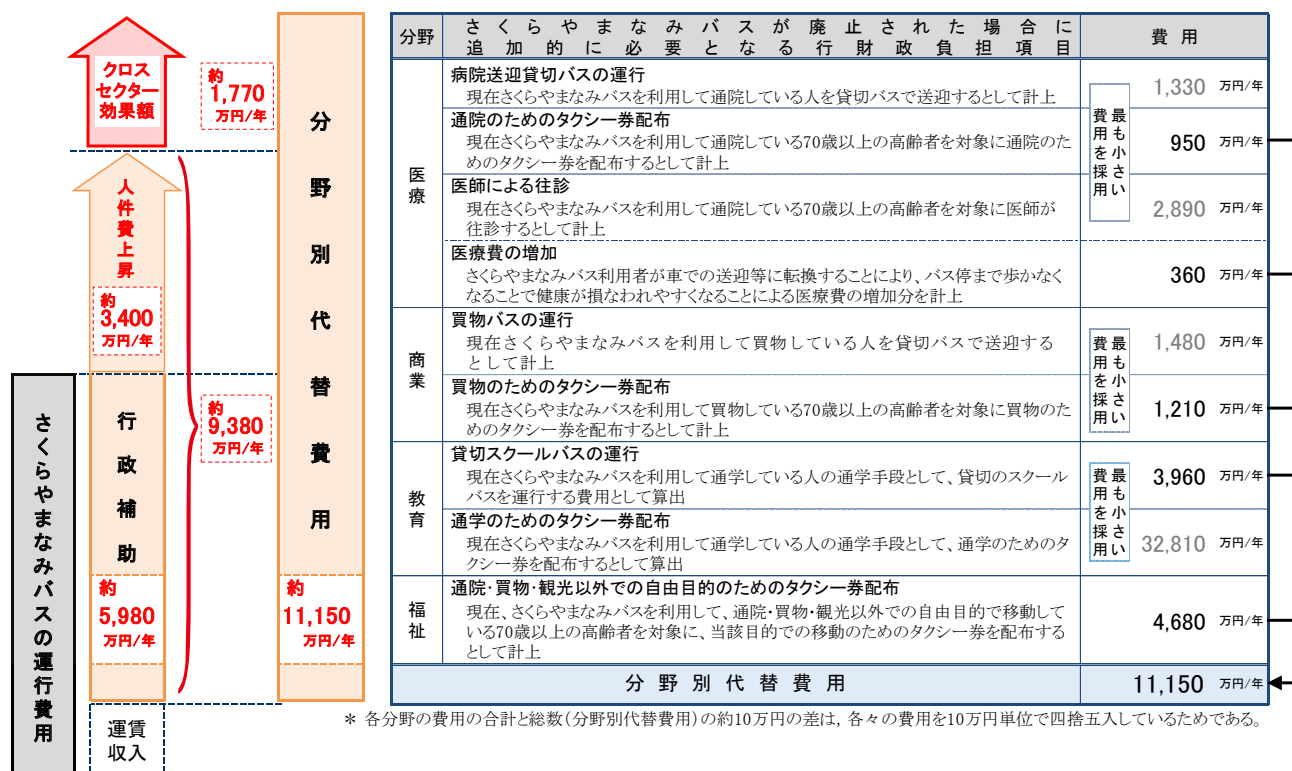 クロス
セクター
効果額
約
1,770
万円/年
人件費上昇
約
3,400
万円/年
約
9,380
万円/年
行政補助
約
5,980
万円/年
運賃
収入
さくらやまなみバスの運行費用
分野別代替費用
約
11,150
万円/年
分野
さくらやまなみバスが廃止された場合に
追加的に必要となる行財政負担項目
費用
医療
病院送迎貸切バスの運行
現在さくらやまなみバスを利用して通院している人を貸切バスで送迎するとして計上
1,330 万円/年
最も小さい
費用を採用
通院のためのタクシー券配布
現在さくらやまなみバスを利用して通院している70歳以上の高齢者を対象に通院のた
めのタクシー券を配布するとして計上
950 万円/年
医師による往診
現在さくらやまなみバスを利用して通院している70歳以上の高齢者を対象に医師が
往診するとして計上
2,890 万円/年
医療費の増加
さくらやまなみバス利用者が車での送迎等に転換することにより、バス停まで歩かなく
なることで健康が損なわれやすくなることによる医療費の増加分を計上
360 万円/年
商業
買物バスの運行
現在さくらやまなみバスを利用して買物している人を貸切バスで送迎する
として計上
1,480 万円/年
最も小さい
費用を採用
買物のためのタクシー券配布
現在さくらやまなみバスを利用して買物している70歳以上の高齢者を対象に買物のた
めのタクシー券を配布するとして計上
1,210 万円/年
教育
貸切スクールバスの運行
現在さくらやまなみバスを利用して通学している人の通学手段として、貸切のスクール
バスを運行する費用として算出
3,960 万円/年
最も小さい
費用を採用
通学のためのタクシー券配布
現在さくらやまなみバスを利用して通学している人の通学手段として、通学のためのタ
クシー券を配布するとして算出
32,810 万円/年
福祉
通院・買物・観光以外での自由目的のためのタクシー券配布
現在、さくらやまなみバスを利用して、通院・買物・観光以外での自由目的で移動して
いる70歳以上の高齢者を対象に、当該目的での移動のためのタクシー券を配布する
として計上
4,680 万円/年
分野別代替費用
11,150 万円/年
＊ 各分野の費用の合計と総数(分野別代替費用)の約10万円の差は，各々の費用を10万円単位で四捨五入しているためである。